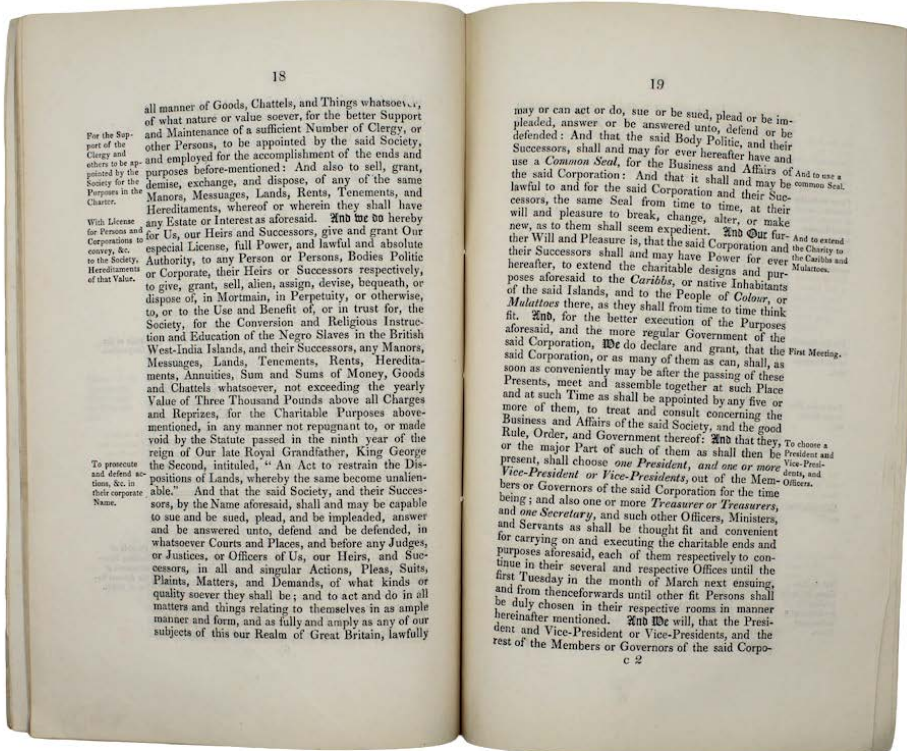 18
all manner of Goods, Chattels, and Things whatsoever,
of what nature or value soever, for the better Support
and Maintenance of a sufficient Number of Clergy, or
other Persons, to be appointed by the said Society,
and employed for the accomplishment of the ends and
purposes before-mentioned: And also to sell, grant,
demise, exchange, and dispose, of any of the same
Manors, Messuages, Lands, Rents, Tenements, and
Hereditaments, whereof or wherein they shall have
any Estate or Interest as aforesaid. And we do hereby
for Us, our Heirs and Successors, give and grant Our
especial License, full Power, and lawful and absolute
Authority, to any Person or Persons, Bodies Politic
or Corporate, their Heirs or Successors respectively,
to give, grant, sell, alien, assign, devise, bequeath, or
dispose of, in Mortmain, in Perpetuity, or otherwise,
to, or to the Use and Benefit of, or in trust for, the
Society, for the Conversion and Religious Instruc-
tion and Education of the Negro Slaves in the British
West-India Islands, and their Successors, any Manors,
Messuages, Lands, Tenements, Rents, Heredita-
ments, Annuities, Sum and Sums of Money, Goods
and Chattels whatsoever, not exceeding the yearly
Value of Three Thousand Pounds above all Charges
and Reprizes, for the Charitable Purposes above-
mentioned, in any manner not repugnant to, or made
void by the Statute passed in the ninth year of the
reign of Our late Royal Grandfather, King George
the Second, intituled, “ An Act to restrain the Dis-
positions of Lands, whereby the same become unalien-
able.” And that the said Society, and their Succes-
sors, by the Name aforesaid, shall and may be capable
to sue and be sued, plead, and be impleaded, answer
and be answered unto, defend and be defended, in
whatsoever Courts and Places, and before any Judges,
or Justices, or Officers of Us, our Heirs, and Suc-
cessors, in all and singular Actions, Pleas, Suits,
Plaints, Matters, and Demands, of what kinds or
quality soever they shall be; and to act and do in all
matters and things relating to themselves in as ample
manner and form, and as fully and amply as any of our
subjects of this our Realm of Great Britain, lawfully
For the Sup-
port of the
Clergy and
others to be ap-
pointed by the
Society for the
Purposes in the
Charter.
With License
for Persons and
Corporations to
convey, &c.
to the Society,
Hereditaments
of that Value.
To prosecute
and defend ac-
tions, &c. in
their corporate
Name.
19
may or can act or do, sue or be sued, plead or be im-
pleaded, answer or be answered unto, defend or be
defended: And that the said Body Politic, and their
Successors, shall and may for ever hereafter have and
use a Common Seal, for the Business and Affairs of
the said Corporation: And that it shall and may be
lawful to and for the said Corporation and their Suc-
cessors, the same Seal from time to time, at their
will and pleasure to break, change, alter, or make
new, as to them shall seem expedient. And Our fur-
ther Will and Pleasure is, that the said Corporation and
their Successors shall and may have Power for ever
hereafter, to extend the charitable designs and pur-
poses aforesaid to the Caribbs, or native Inhabitants
of the said Islands, and to the People of Colour, or
Mulattoes there, as they shall from time to time think
fit. And, for the better execution of the Purposes
aforesaid, and the more regular Government of the
said Corporation, We do declare and grant, that the
said Corporation, or as many of them as can, shall, as
soon as conveniently may be after the passing of these
Presents, meet and assemble together at such Place
and at such Time as shall be appointed by any five or
more of them, to treat and consult concerning the
Business and Affairs of the said Society, and the good
Rule, Order, and Government thereof: And that they,
or the major Part of such of them as shall then be
present, shall choose one President, and one or more
Vice-President or Vice-Presidents, out of the Mem-
bers or Governors of the said Corporation for the time
being; and also one or more Treasurer or Treasurers,
and one Secretary, and such other Officers, Ministers,
and Servants as shall be thought fit and convenient
for carrying on and executing the charitable ends and
purposes aforesaid, each of them respectively to con-
tinue in their several and respective Offices until the
first Tuesday in the month of March next ensuing,
and from thenceforwards until other fit Persons shall
be duly chosen in their respective rooms in manner
hereinafter mentioned. And We will, that the Presi-
dent and Vice-President or Vice-Presidents, and the
rest of the Members or Governors of the said Corpo-
c 2
And to use a
common Seal.
And to extend
the Charity to
the Caribbs and
Mulattoes.
First Meeting.
To choose a
President and
Vice-Presi-
dents, and
Officers.